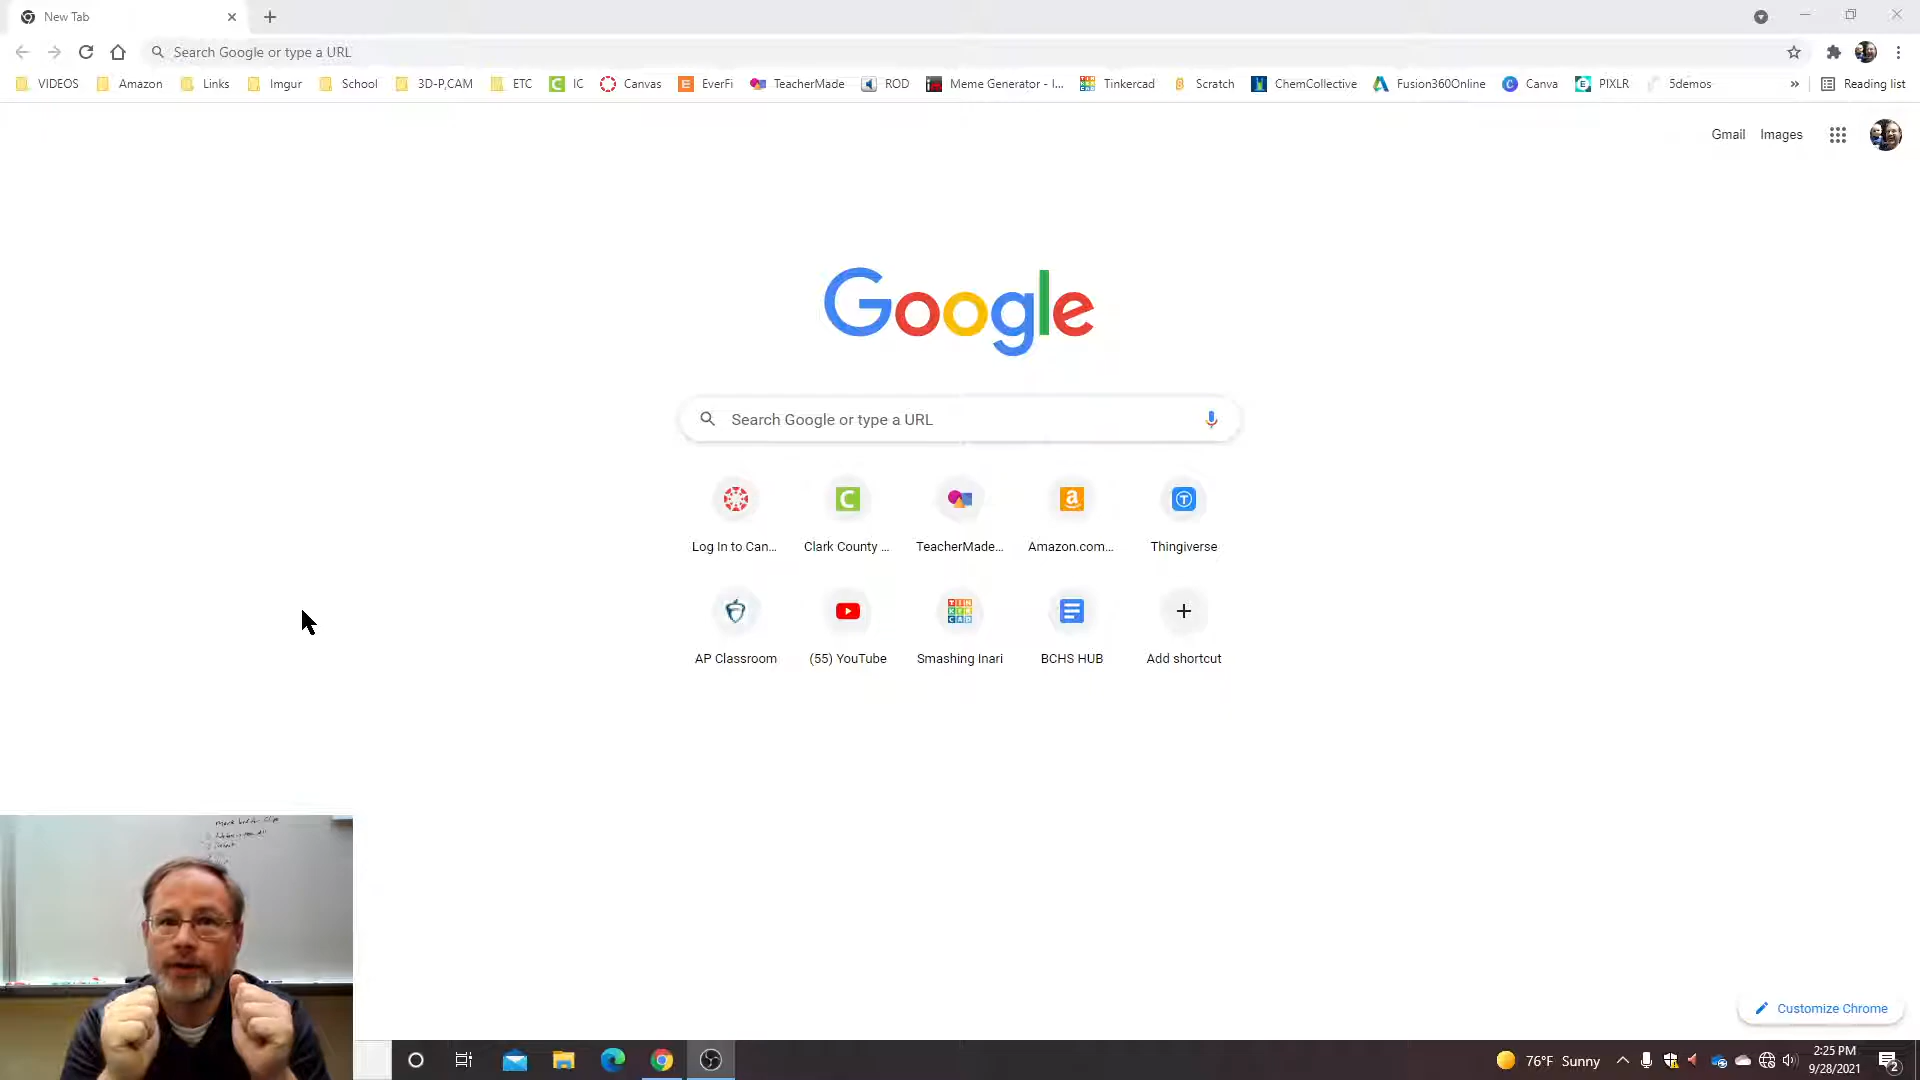 New Tab
Search Google or type a URL
VIDEOS Amazon Links Imgur School 3D-P,CAM ETC IC Canvas EverFi TeacherMade ROD Meme Generator - I... Tinkercad Scratch ChemCollective Fusion360Online Canva PIXLR 5demos » Reading list
Gmail Images
Google
Search Google or type a URL
Log In to Can... Clark County ... TeacherMade... Amazon.com... Thingiverse
AP Classroom (55) YouTube Smashing Inari BCHS HUB Add shortcut
Customize Chrome
76°F Sunny
2:25 PM
9/28/2021
2